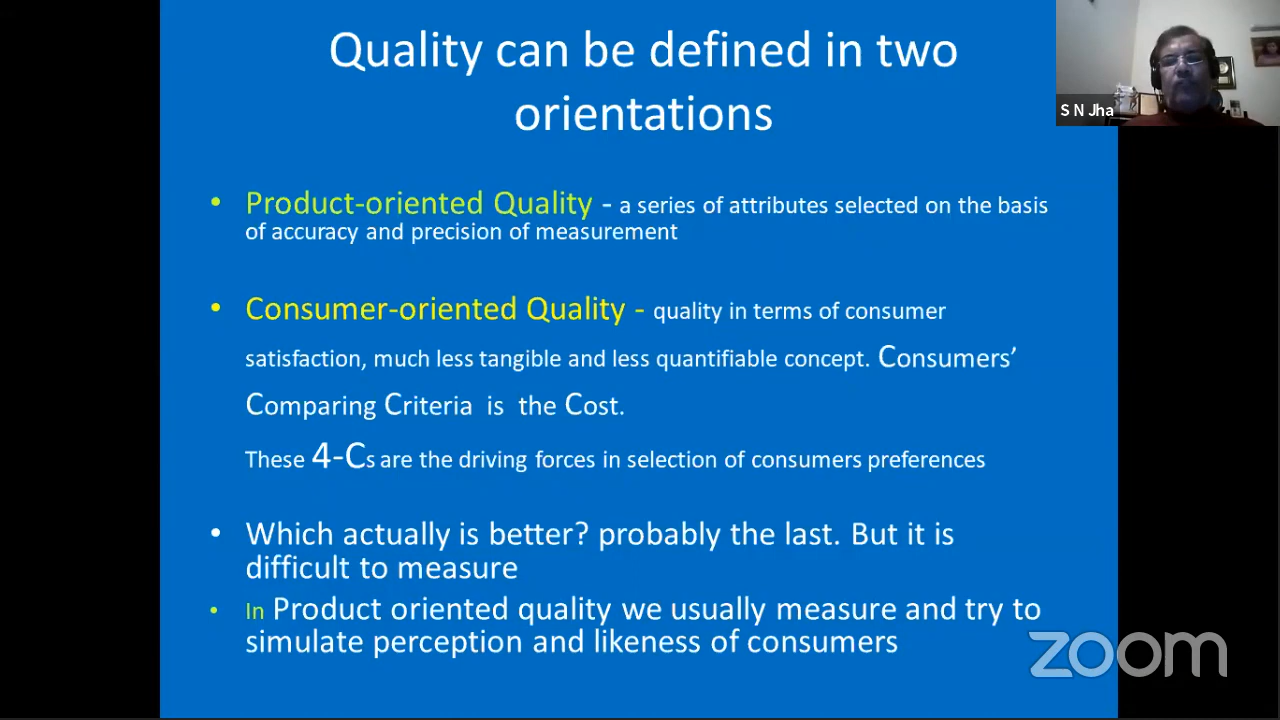 Quality can be defined in two
orientations
S N Jha
• Product-oriented Quality - a series of attributes selected on the basis
of accuracy and precision of measurement
• Consumer-oriented Quality - quality in terms of consumer
satisfaction, much less tangible and less quantifiable concept. Consumers’
Comparing Criteria is the Cost.
These 4-Cs are the driving forces in selection of consumers preferences
• Which actually is better? probably the last. But it is
difficult to measure
• In Product oriented quality we usually measure and try to
simulate perception and likeness of consumers
zoom